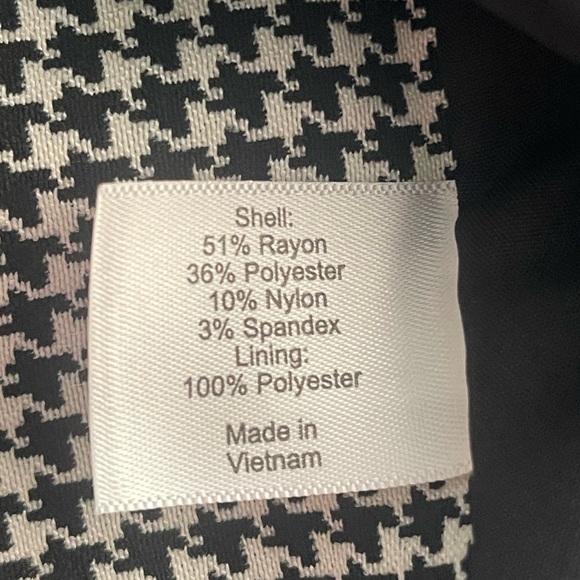 Shell:
51% Rayon
36% Polyester
10% Nylon
3% Spandex
Lining:
100% Polyester
Made in
Vietnam